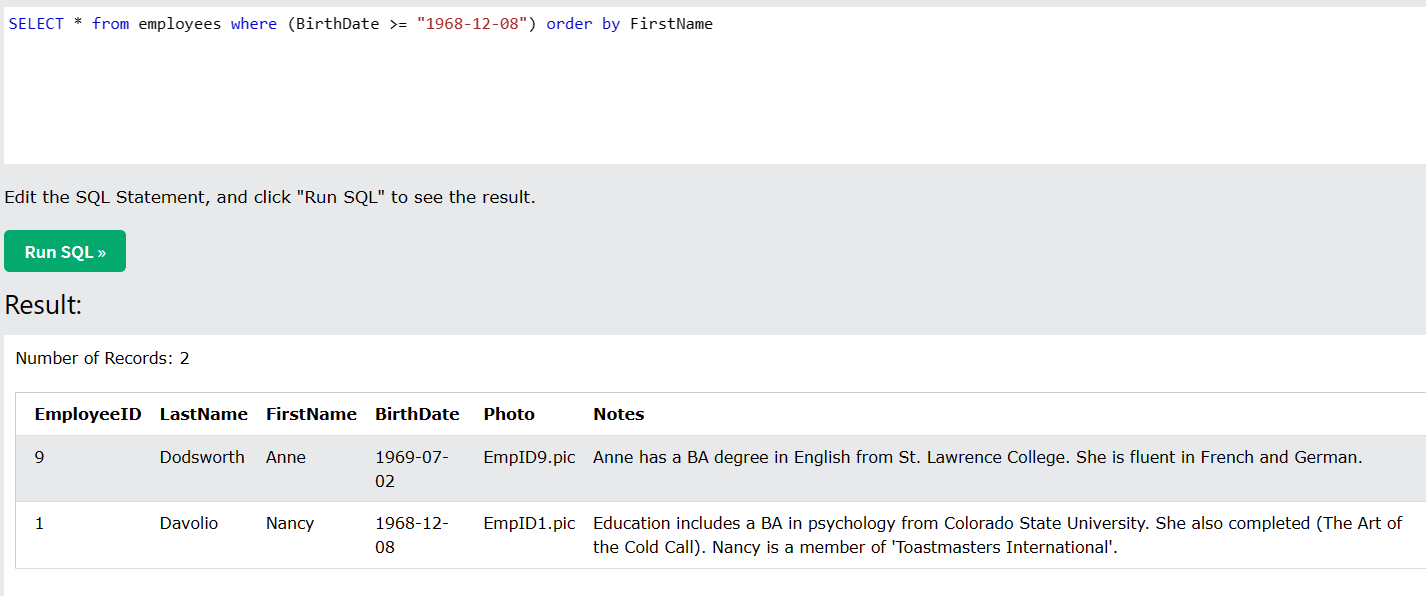 SELECT * from employees where (BirthDate >= "1968-12-08") order by FirstName
Edit the SQL Statement, and click "Run SQL" to see the result.
Run SQL »
Result:
Number of Records: 2
EmployeeID LastName FirstName BirthDate Photo Notes
9 Dodsworth Anne 1969-07- EmpID9.pic Anne has a BA degree in English from St. Lawrence College. She is fluent in French and German.
02
1 Davolio Nancy 1968-12- EmpID1.pic Education includes a BA in psychology from Colorado State University. She also completed (The Art of
08 the Cold Call). Nancy is a member of 'Toastmasters International'.